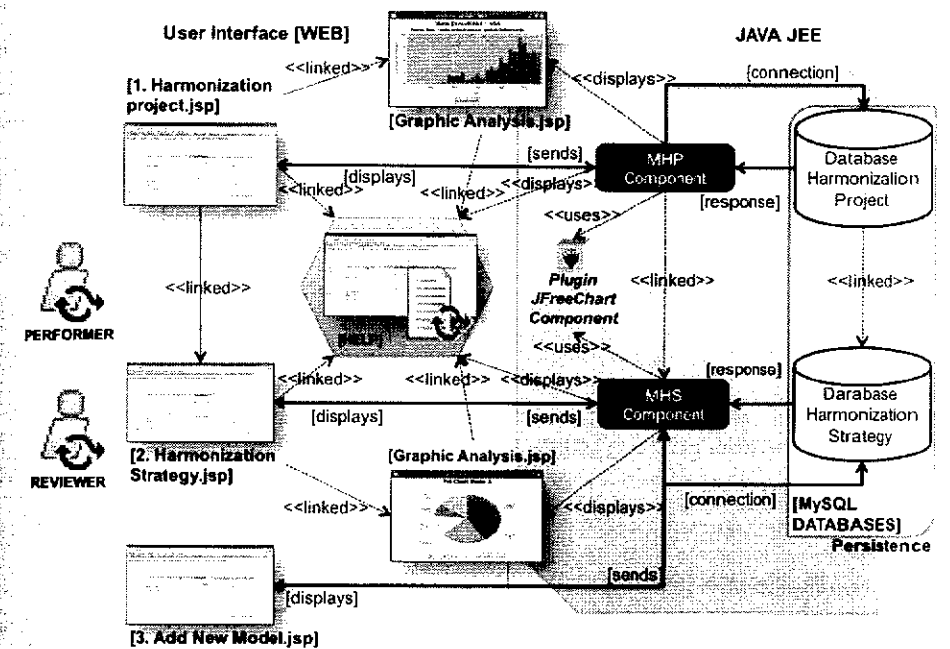 User Interface [WEB]
JAVA JEE
<<linked>>
<<displays>>
[connection]
[1. Harmonization
project.jsp]
[Graphic Analysis.jsp]
[sends]
MHP
Component
Database
Harmonization
Project
[displays]
<<linked>>
<<linked>>
<<displays>>
[response]
<<uses>>
Plugin
JFreeChart
Component
<<linked>>
<<linked>>
<<linked>>
PERFORMER
[HELP]
<<uses>>
[response]
<<linked>>
<<linked>>
<<displays>>
MHS
Component
Darabase
Harmonization
Strategy
[displays]
[sends]
REVIEWER
[2. Harmonization
Strategy.jsp]
[Graphic Analysis.jsp]
<<linked>>
<<displays>>
[connection]
[MySQL
DATABASES]
Persistence
[sends]
[displays]
[3. Add New Model.jsp]